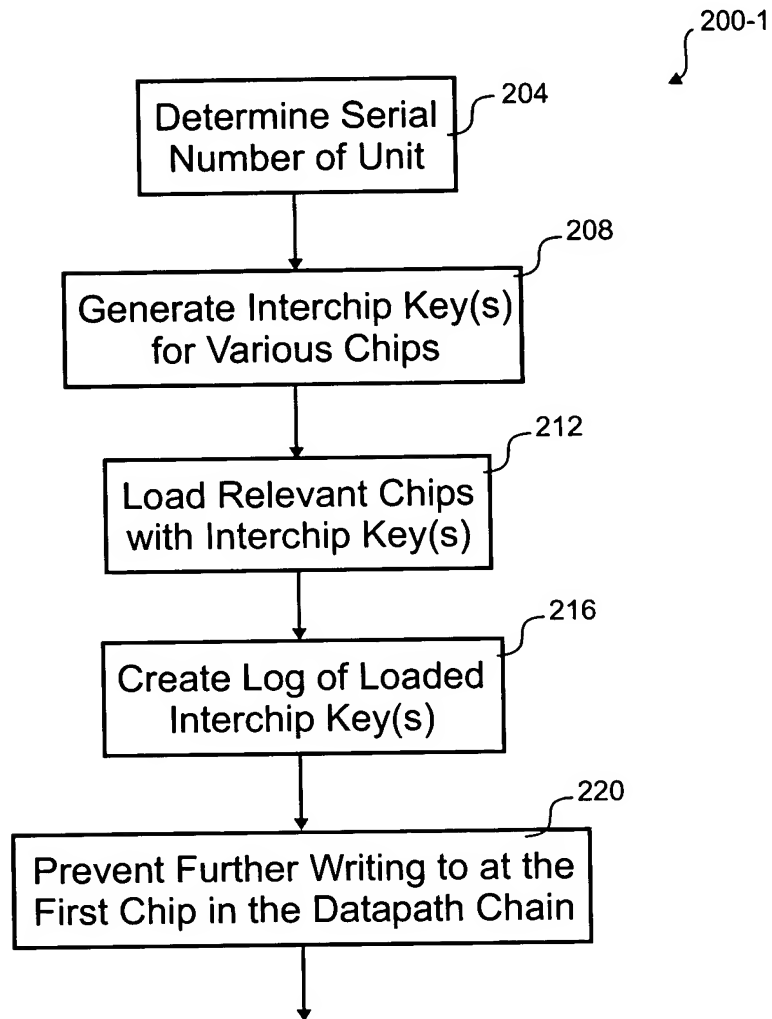 200-1
204
Determine Serial
Number of Unit
208
Generate Interchip Key(s)
for Various Chips
212
Load Relevant Chips
with Interchip Key(s)
216
Create Log of Loaded
Interchip Key(s)
220
Prevent Further Writing to at the
First Chip in the Datapath Chain